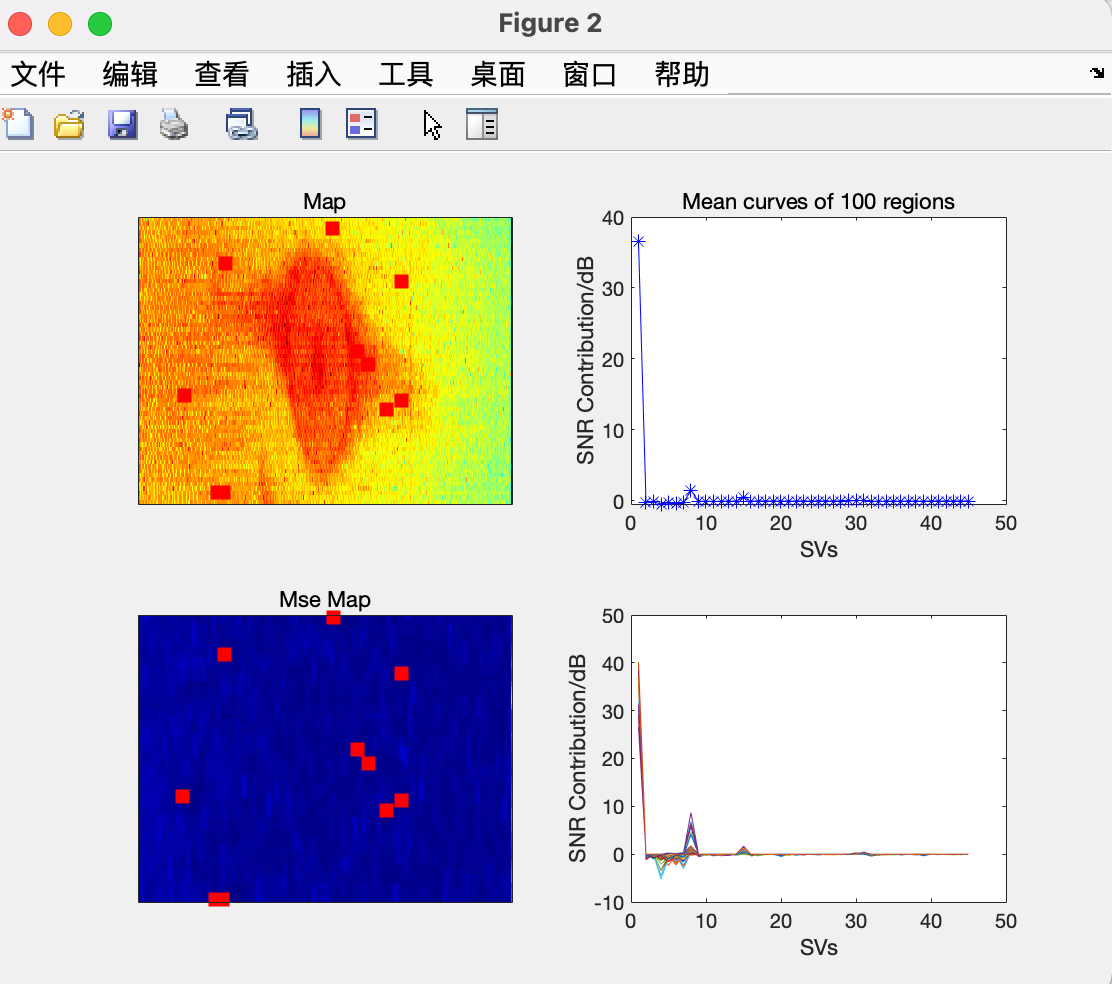 Figure 2
文件 编辑 查看 插入 工具 桌面 窗口 帮助
Map
Mean curves of 100 regions
40
30
20
10
0
SNR Contribution/dB
0 10 20 30 40 50
SVs
Mse Map
50
40
30
20
10
0
-10
SNR Contribution/dB
0 10 20 30 40 50
SVs